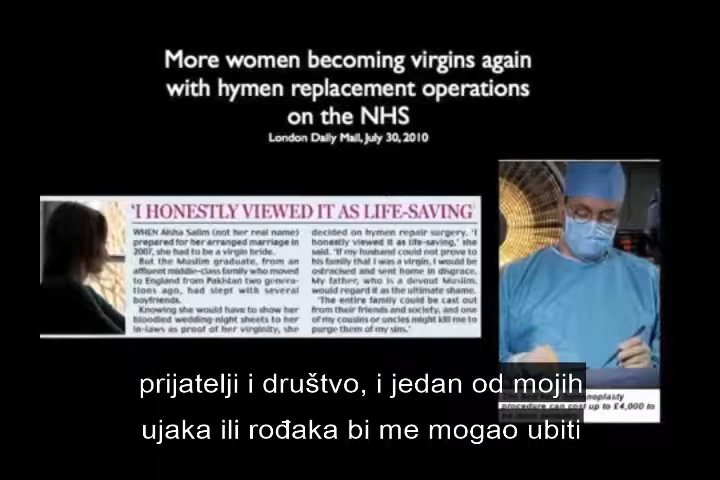 More women becoming virgins again
with hymen replacement operations
on the NHS
London Daily Mail, July 30, 2010
'I HONESTLY VIEWED IT AS LIFE-SAVING'
WHEN Aisha Salim (not her real name)
prepared for her arranged marriage in
2007, she had to be a virgin bride.
But the Muslim graduate, from an
affluent middle-class family who moved
to England from Pakistan two genera-
tions ago, had slept with several
boyfriends.
Knowing she would have to show her
bloodied wedding-night sheets to her
in-laws as proof of her virginity, she
decided on hymen repair surgery. 'I
honestly viewed it as life-saving,' she
said. 'If my husband could not prove to
his family that I was a virgin, I would be
ostracised and sent home in disgrace.
My father, who is a devout Muslim,
would regard it as the ultimate shame.
'The entire family could be cast out
from their friends and society, and one
of my cousins or uncles might kill me to
purge them of my sins.'
procedure can cost up to £4,000 to
prijatelji i društvo, i jedan od mojih
ujaka ili rođaka bi me mogao ubiti